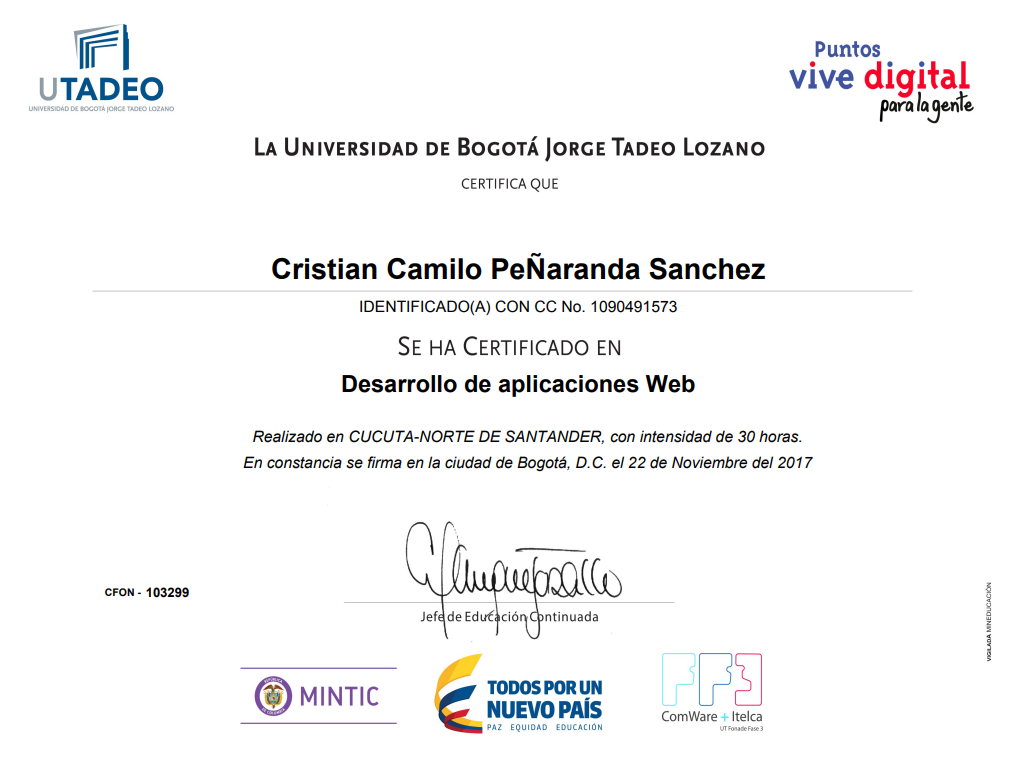 UTADEO
UNIVERSIDAD DE BOGOTÁ JORGE TADEO LOZANO
Puntos
vive digital
para la gente
LA UNIVERSIDAD DE BOGOTÁ JORGE TADEO LOZANO
CERTIFICA QUE
Cristian Camilo PeÑaranda Sanchez
IDENTIFICADO(A) CON CC No. 1090491573
SE HA CERTIFICADO EN
Desarrollo de aplicaciones Web
Realizado en CUCUTA-NORTE DE SANTANDER, con intensidad de 30 horas.
En constancia se firma en la ciudad de Bogotá, D.C. el 22 de Noviembre del 2017
CFON - 103299
Jefe de Educación Continuada
VIGILADA MINEDUCACIÓN
MINTIC
TODOS POR UN
NUEVO PAÍS
PAZ EQUIDAD EDUCACIÓN
FF3
ComWare + Itelca
UT Fonade Fase 3